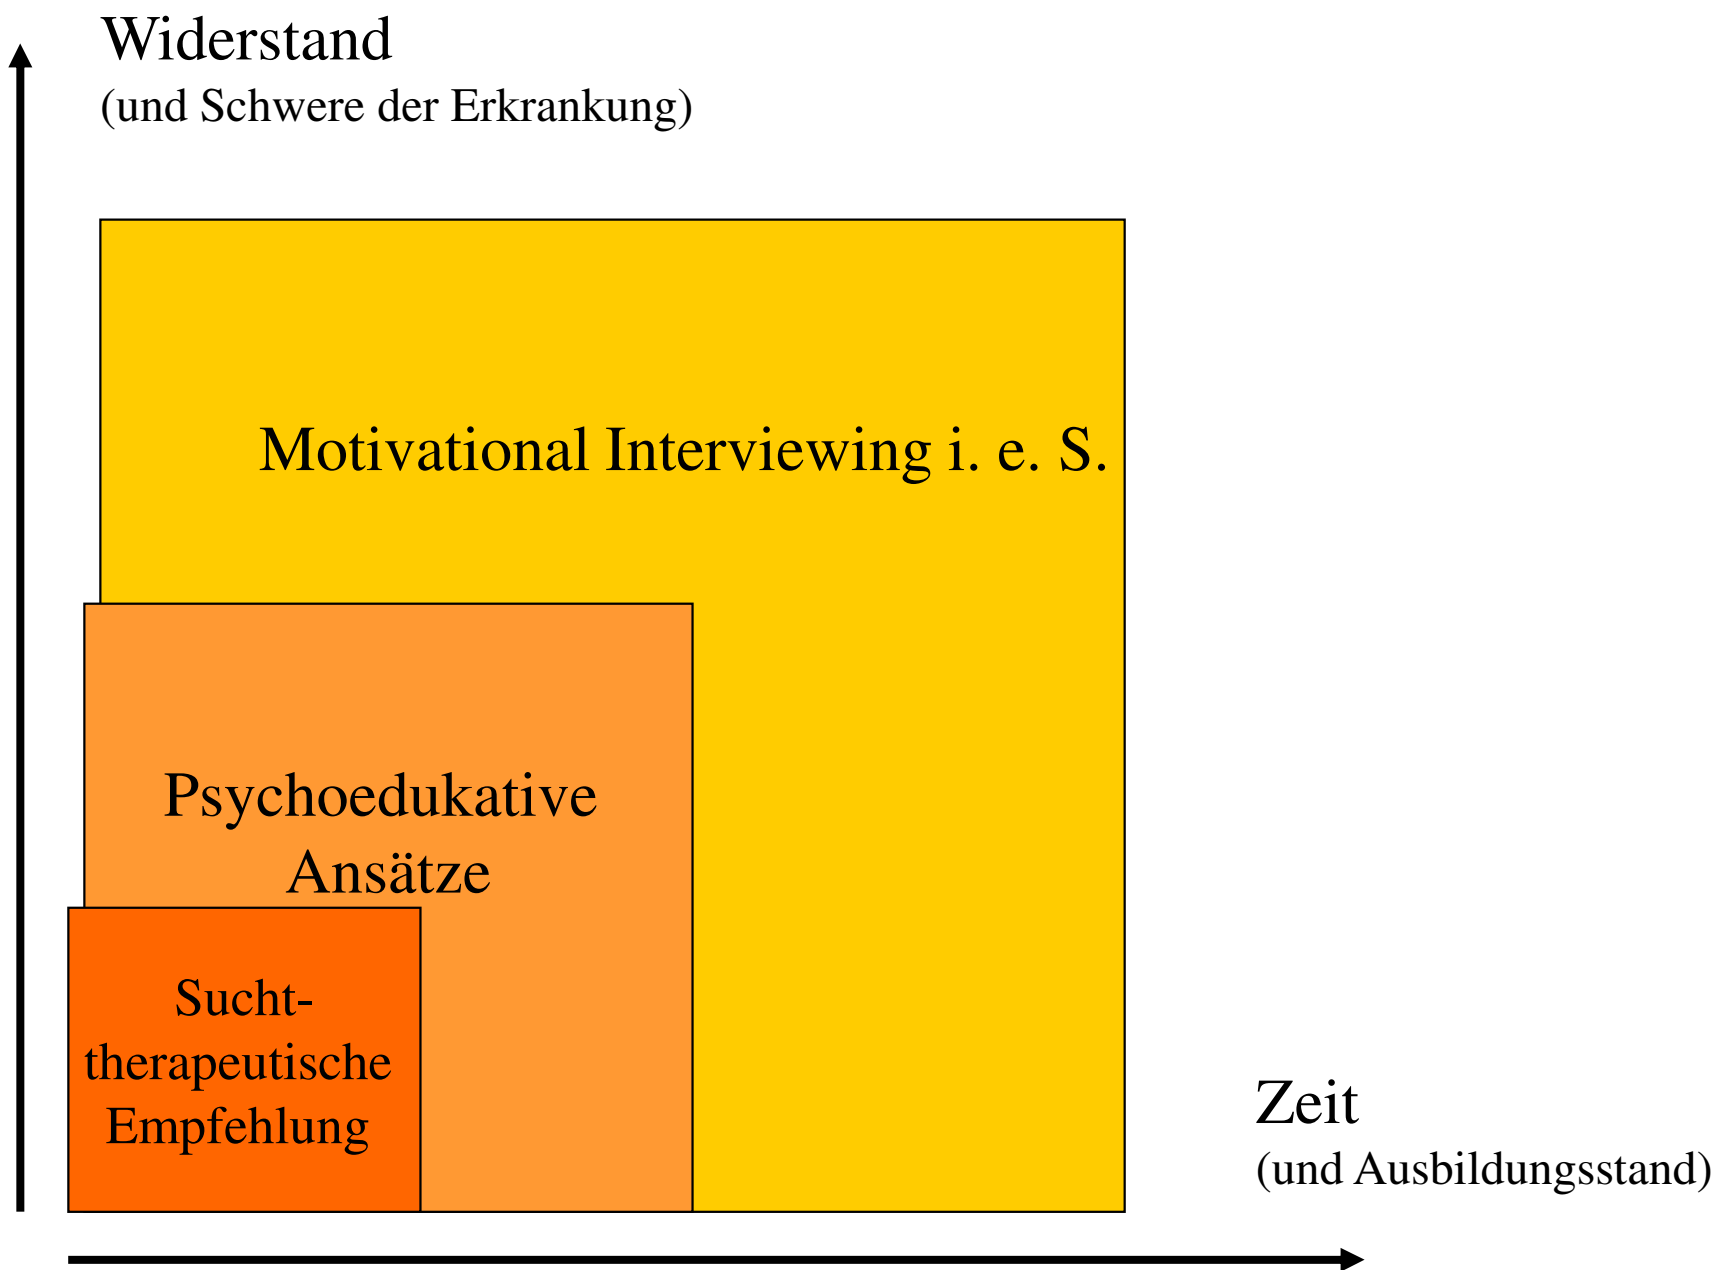 Widerstand
(und Schwere der Erkrankung)
Motivational Interviewing i. e. S.
Psychoedukative
Ansätze
Sucht-
therapeutische
Empfehlung
Zeit
(und Ausbildungsstand)